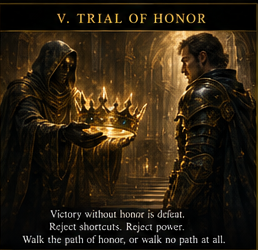 V. TRIAL OF HONOR
Victory without honor is defeat.
Reject shortcuts. Reject power.
Walk the path of honor, or walk no path at all.